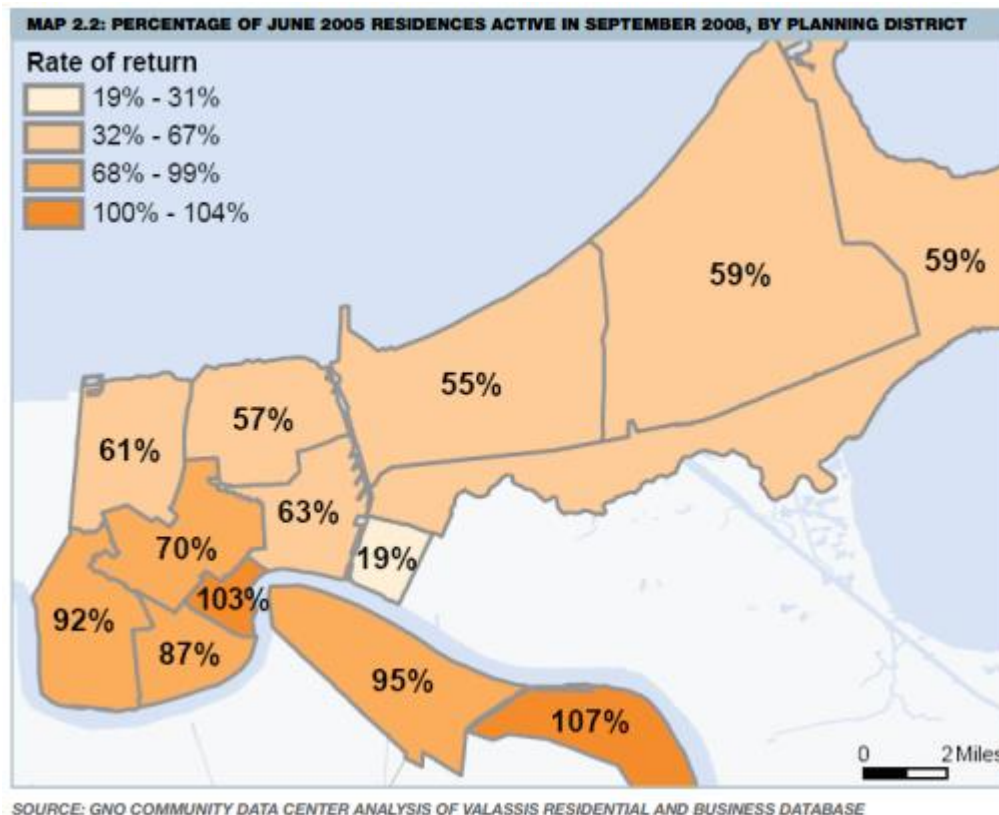 MAP 2.2: PERCENTAGE OF JUNE 2005 RESIDENCES ACTIVE IN SEPTEMBER 2008, BY PLANNING DISTRICT
Rate of return
19% - 31%
32% - 67%
68% - 99%
100% - 104%
59%
59%
55%
57%
61%
63%
70%
19%
103%
92%
87%
95%
107%
0 2 Miles
SOURCE: GNO COMMUNITY DATA CENTER ANALYSIS OF VALASSIS RESIDENTIAL AND BUSINESS DATABASE